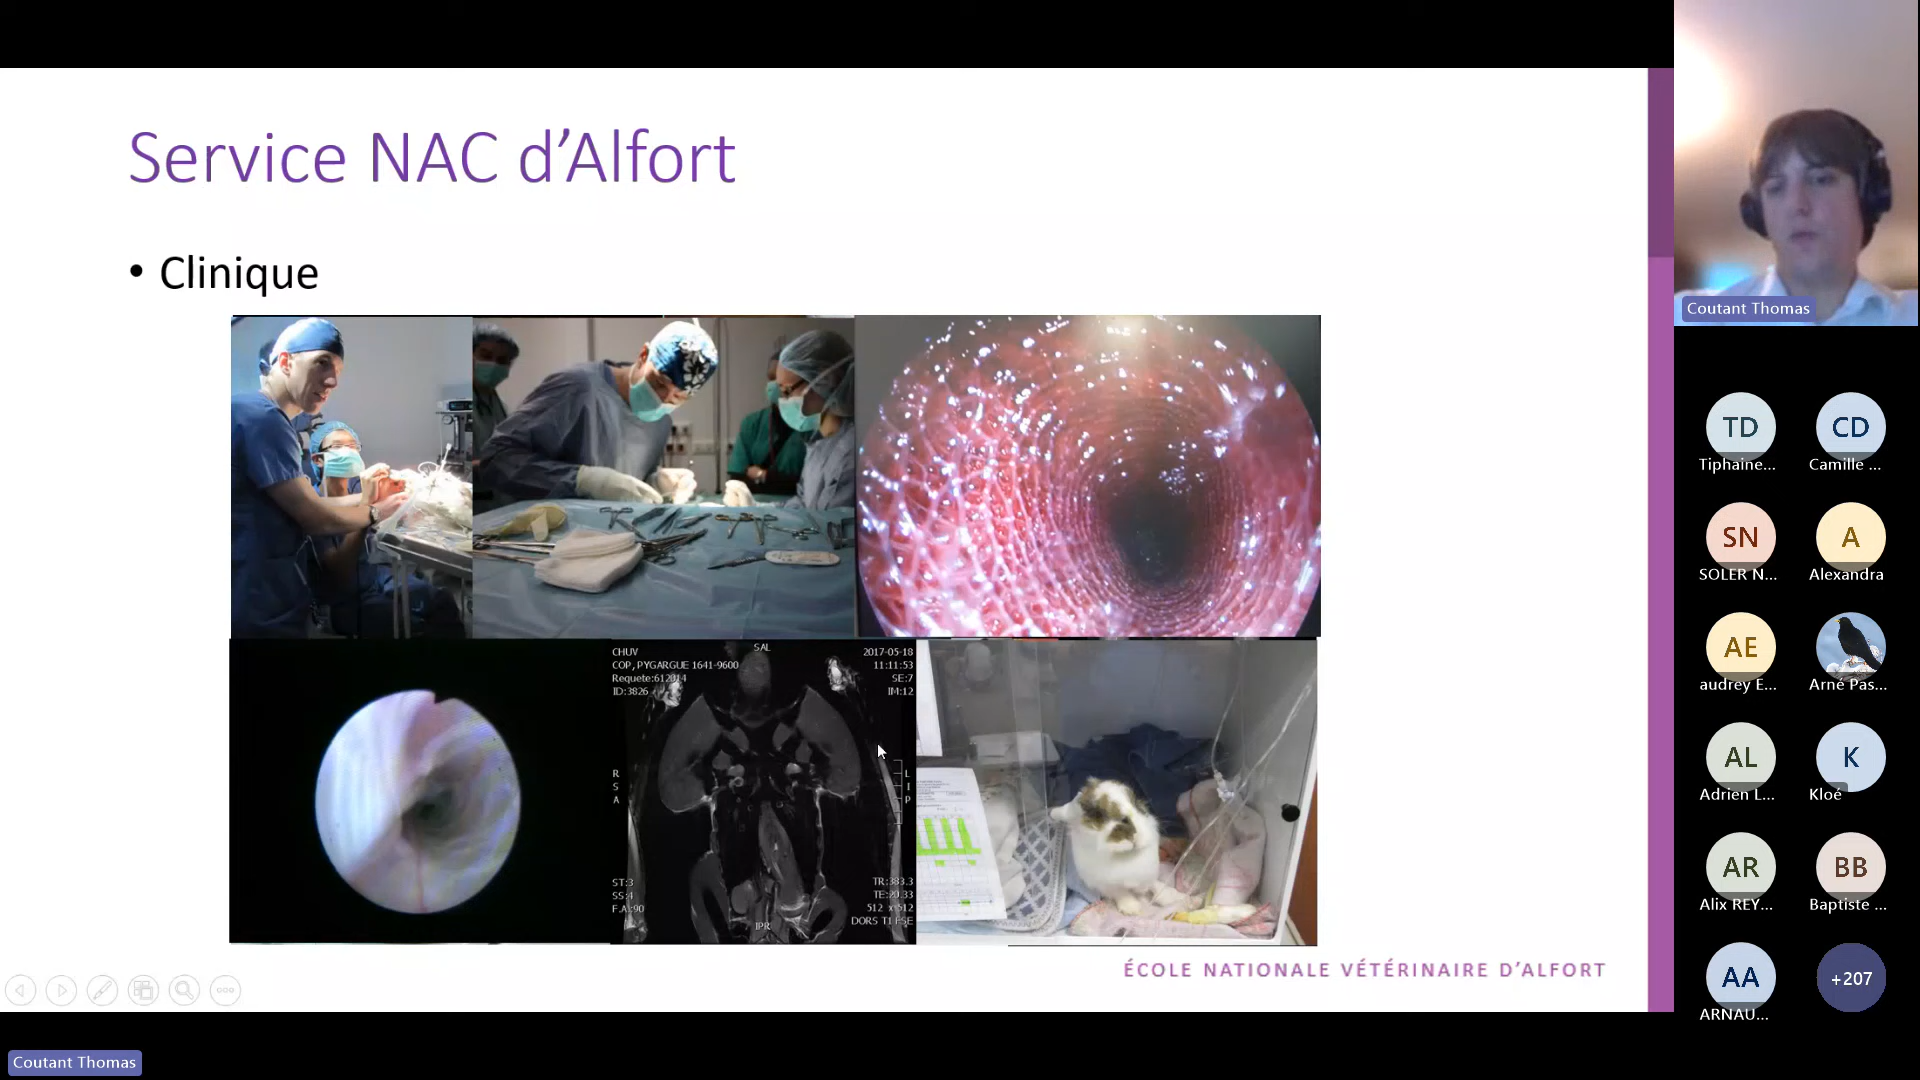 Service NAC d'Alfort
• Clinique
CHUV
COP, PYGARGUE 1641-9600
Requete:612014
ID:3826
SAL
2017-05-18
11:11:53
SE:7
IM:12
R
S
A
L
I
P
ST:3
SS:4
F.A.:90
IPR
TR:383.3
TE:20.33
512 x 512
DORS T1 FSE
ÉCOLE NATIONALE VÉTÉRINAIRE D'ALFORT
Coutant Thomas
Coutant Thomas
TD
Tiphaine...
CD
Camille ...
SN
SOLER N...
A
Alexandra
AE
audrey E...
Arné Pas...
AL
Adrien L...
K
Kloé
AR
Alix REY...
BB
Baptiste ...
AA
ARNAU...
+207